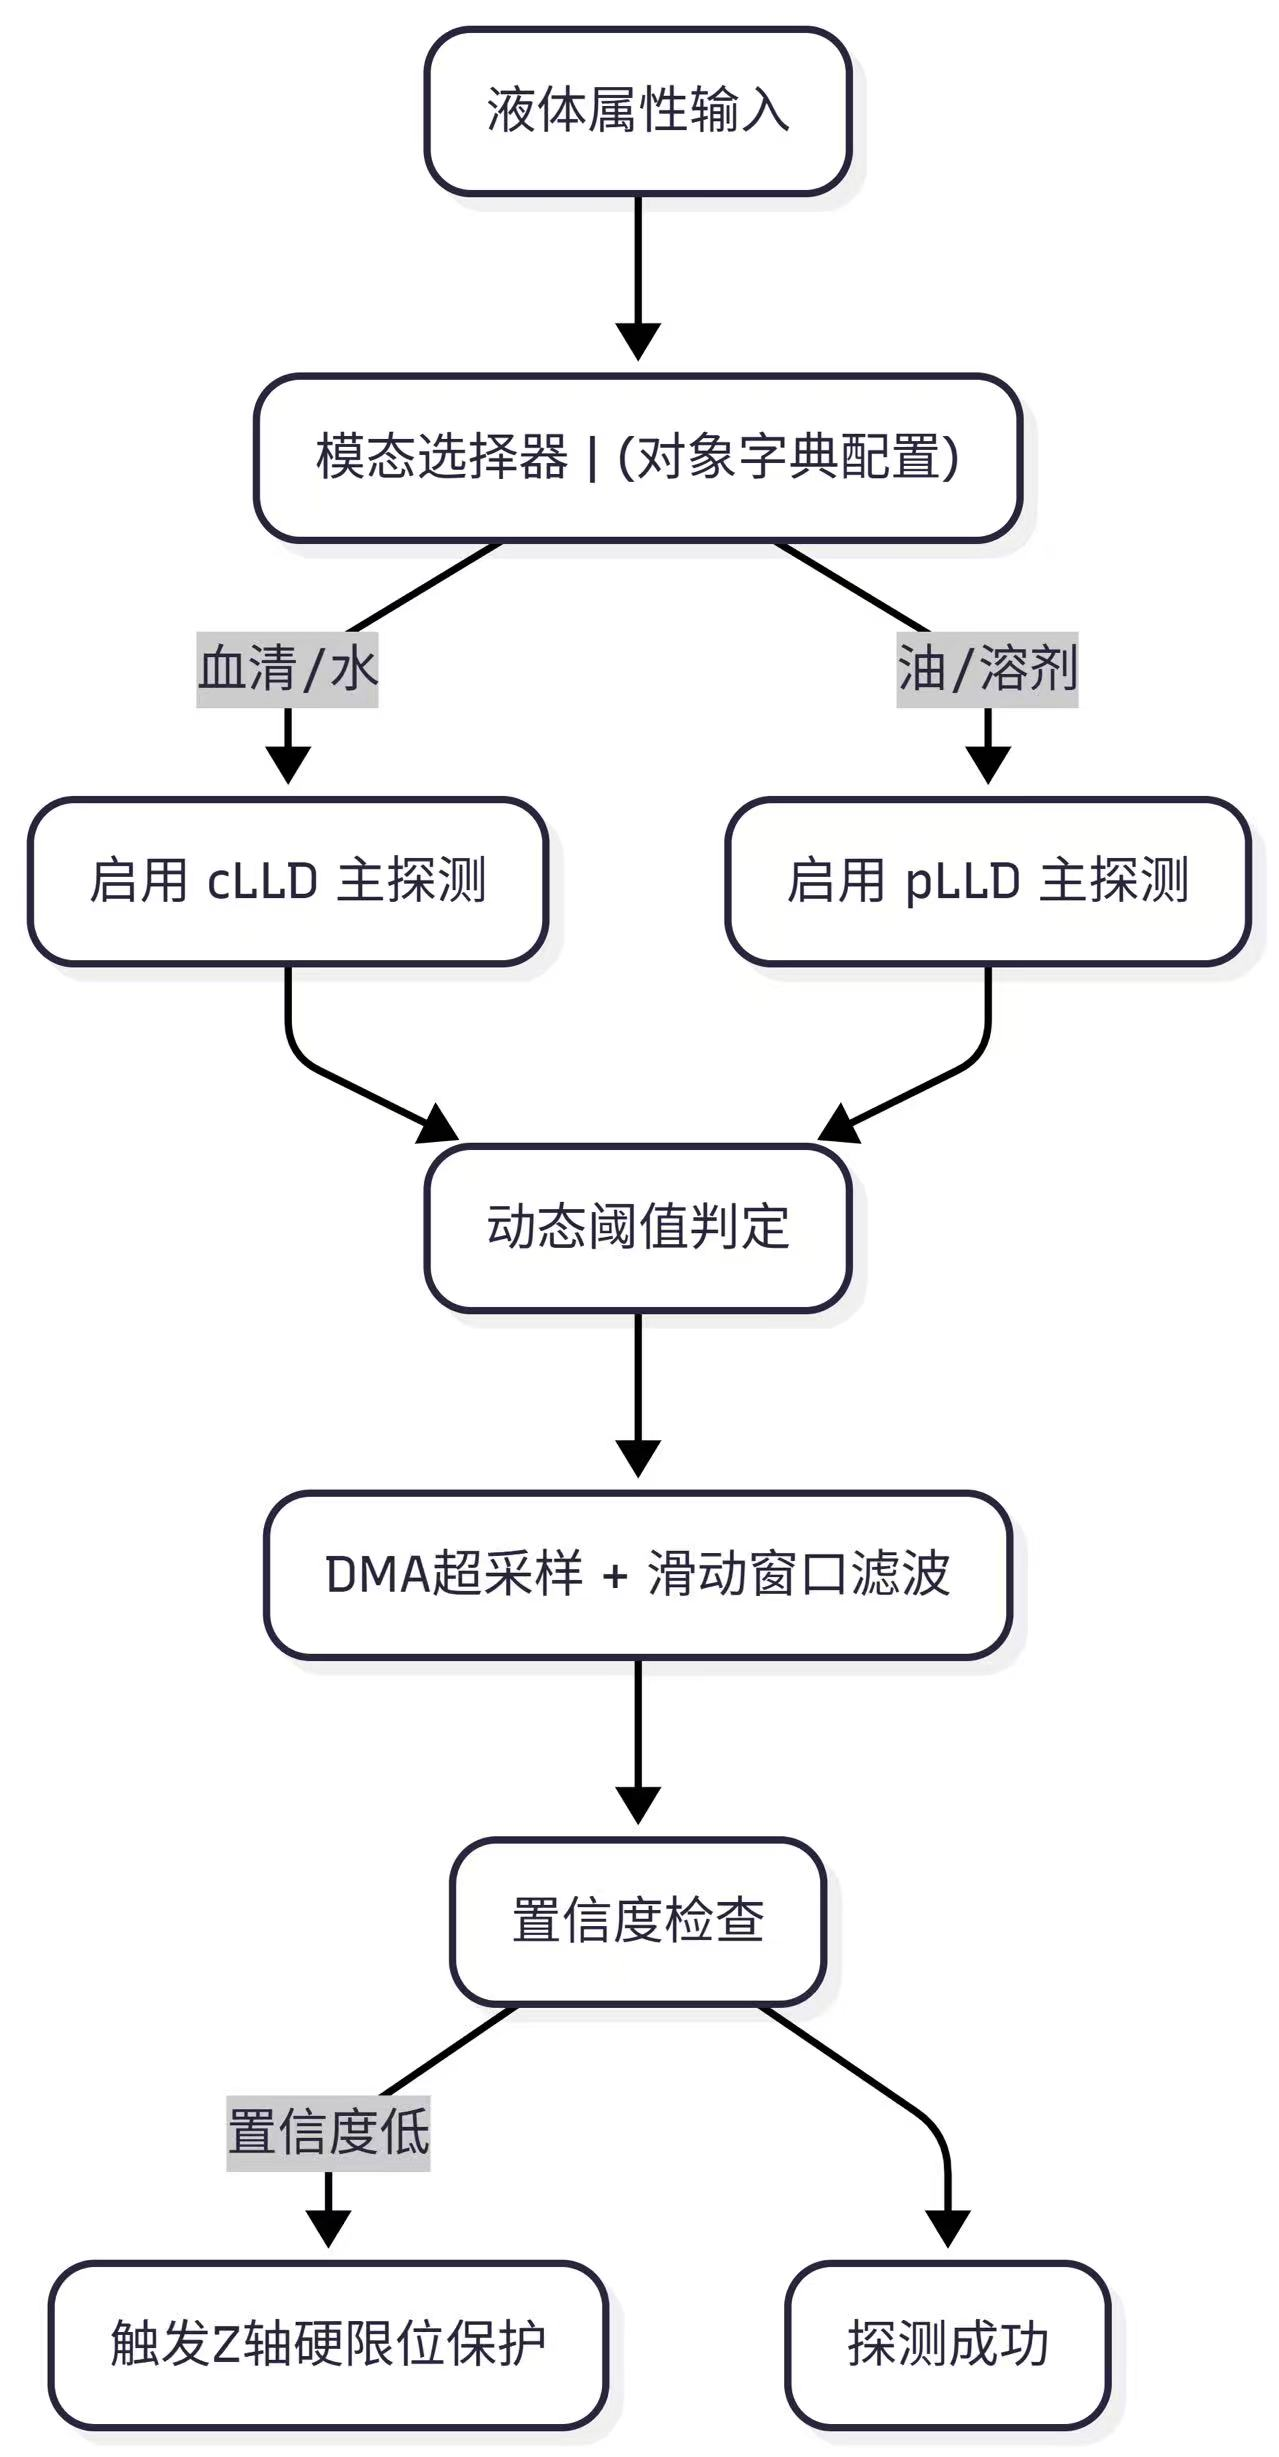 液体属性输入
模态选择器 | (对象字典配置)
血清/水
油/溶剂
启用 cLLD 主探测
启用 pLLD 主探测
动态阈值判定
DMA超采样 + 滑动窗口滤波
置信度检查
置信度低
触发Z轴硬限位保护
探测成功